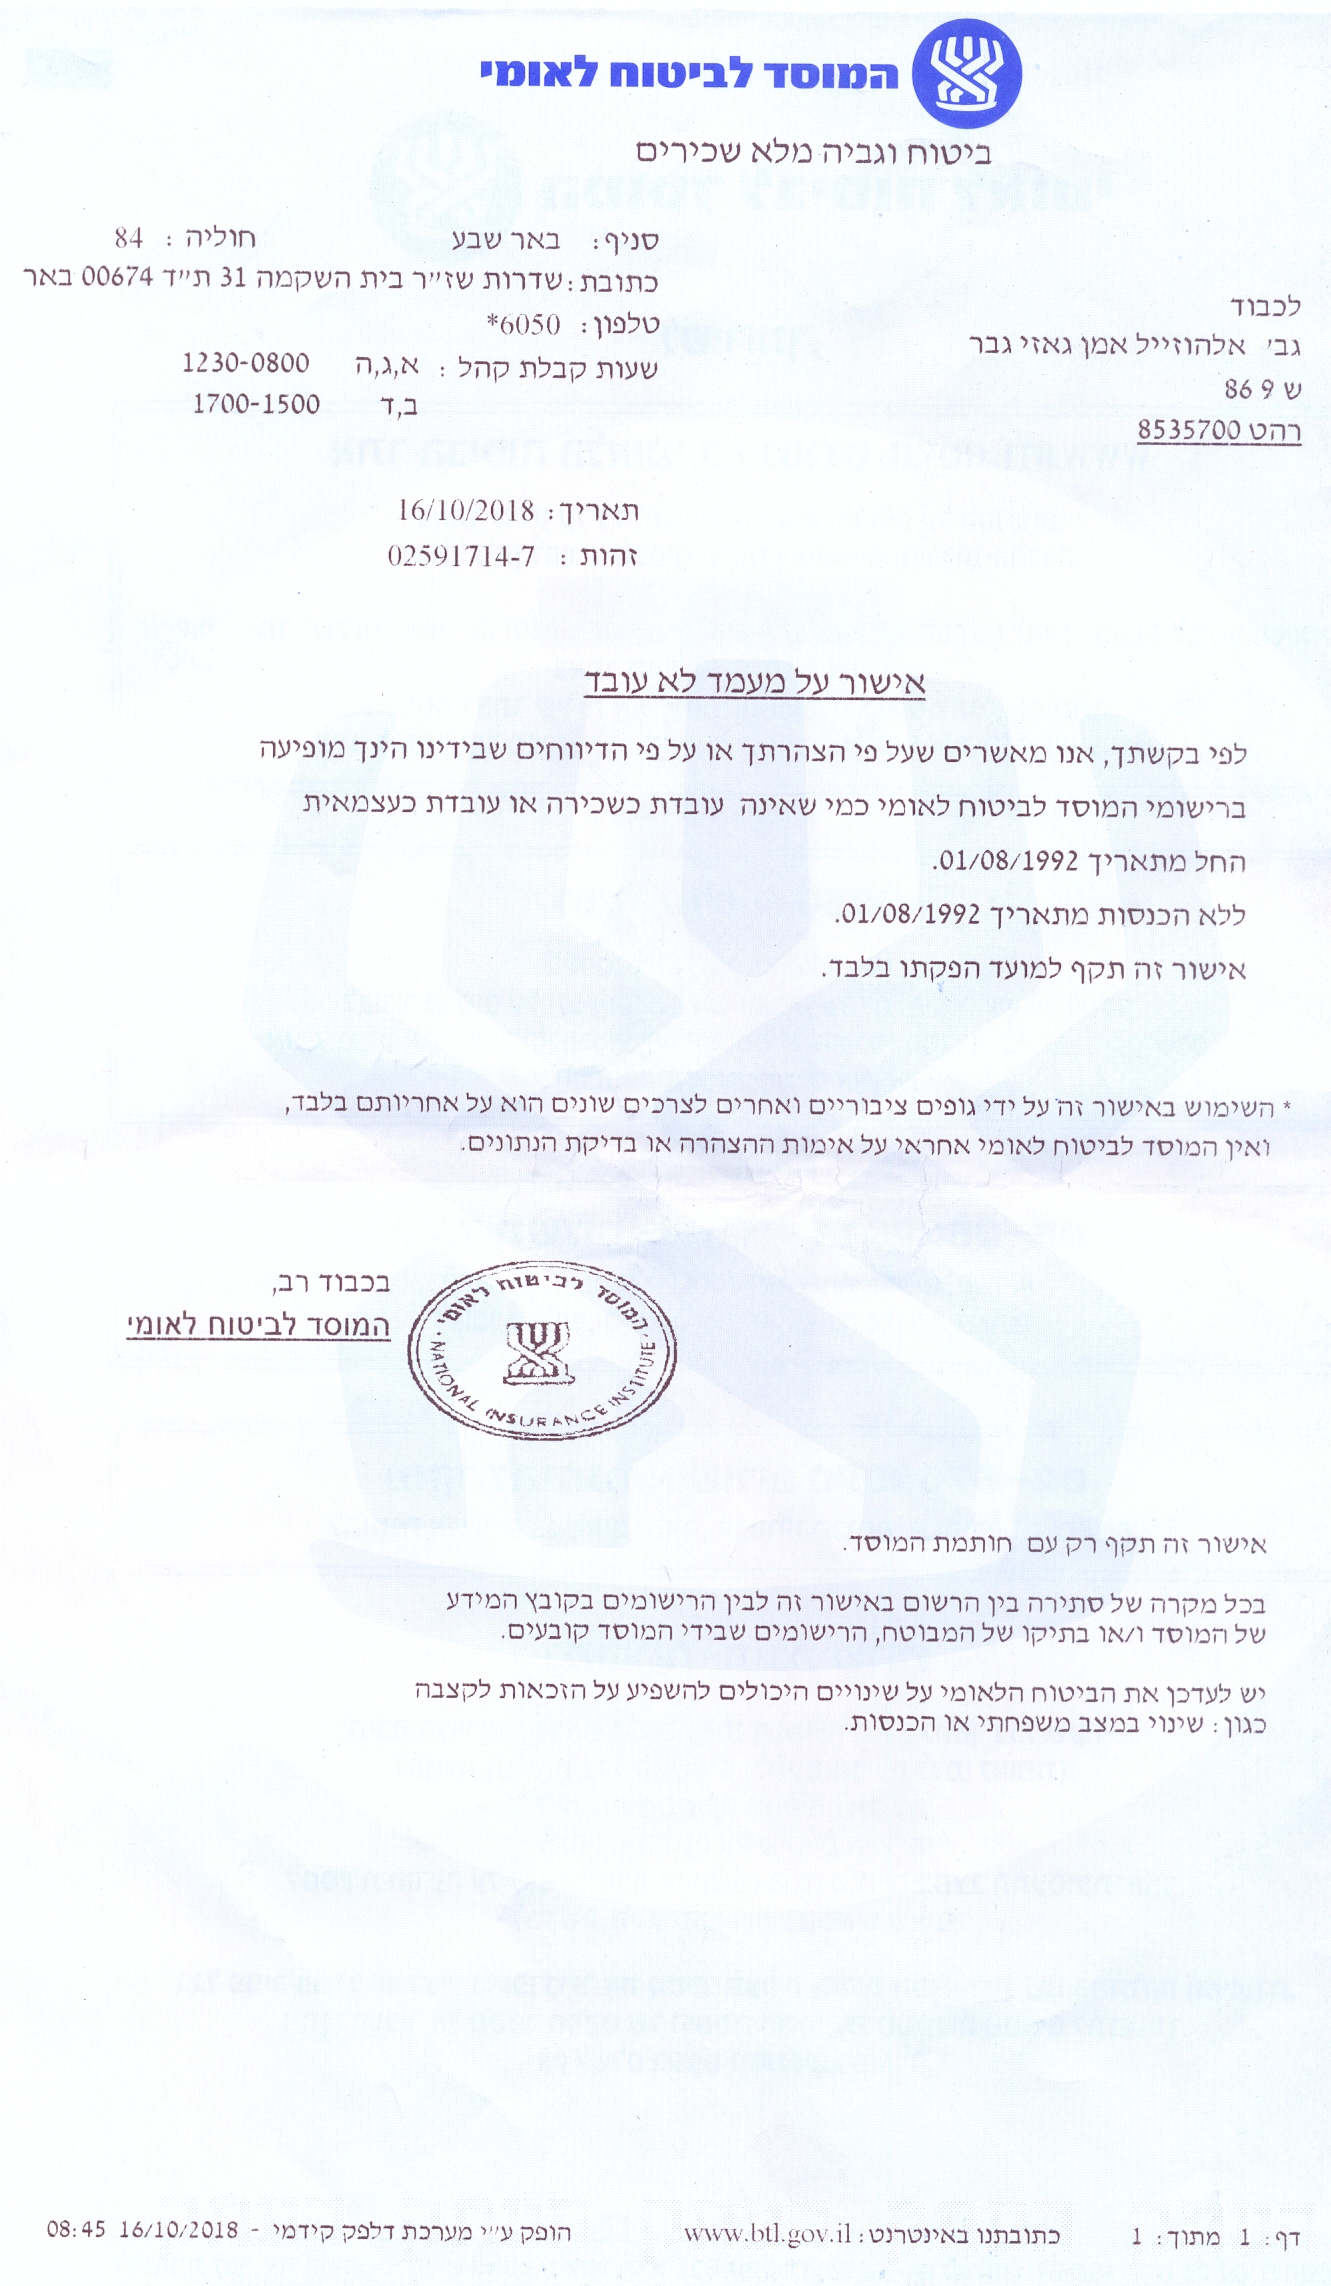 המוסד לביטוח לאומי
ביטוח וגביה מלא שכירים
סניף: באר שבע חוליה: 84
כתובת: שדרות שז״ר בית השקמה 31 ת״ד 00674 באר
טלפון: 6050*
שעות קבלת קהל: א,ג,ה 1230-0800
ב,ד 1700-1500
לכבוד
גב׳ אלהוזייל אמן גאזי גבר
ש 9 86
רהט 8535700
תאריך: 16/10/2018
זהות: 02591714-7
אישור על מעמד לא עובד
לפי בקשתך, אנו מאשרים שעל פי הצהרתך או על פי הדיווחים שבידינו הינך מופיעה
ברישומי המוסד לביטוח לאומי כמי שאינה עובדת כשכירה או עובדת כעצמאית
החל מתאריך 01/08/1992.
ללא הכנסות מתאריך 01/08/1992.
אישור זה תקף למועד הפקתו בלבד.
* השימוש באישור זה על ידי גופים ציבוריים ואחרים לצרכים שונים הוא על אחריותם בלבד,
ואין המוסד לביטוח לאומי אחראי על אימות ההצהרה או בדיקת הנתונים.
בכבוד רב,
המוסד לביטוח לאומי
המוסד לביטוח לאומי
NATIONAL INSURANCE INSTITUTE
אישור זה תקף רק עם חותמת המוסד.
בכל מקרה של סתירה בין הרשום באישור זה לבין הרישומים בקובץ המידע
של המוסד ו/או בתיקו של המבוטח, הרישומים שבידי המוסד קובעים.
יש לעדכן את הביטוח הלאומי על שינויים היכולים להשפיע על הזכאות לקצבה
כגון: שינוי במצב משפחתי או הכנסות.
דף: 1 מתוך: 1 כתובתנו באינטרנט: www.btl.gov.il הופק ע״י מערכת דלפק קידמי - 16/10/2018 08:45